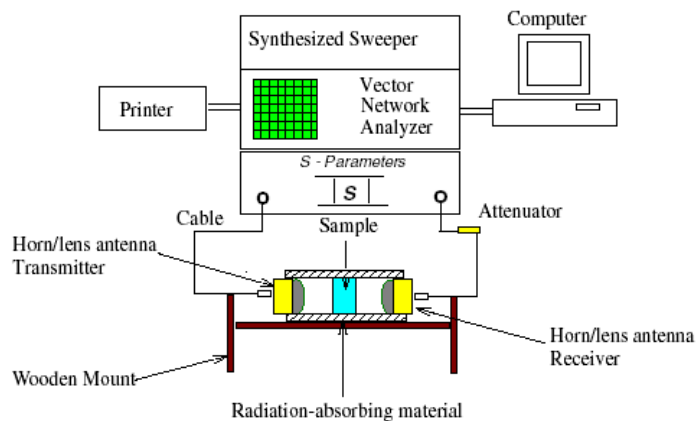 Computer
Synthesized Sweeper
Printer
Vector
Network
Analyzer
S - Parameters
S
Cable
Sample
Attenuator
Horn/lens antenna
Transmitter
Horn/lens antenna
Receiver
Wooden Mount
Radiation-absorbing material